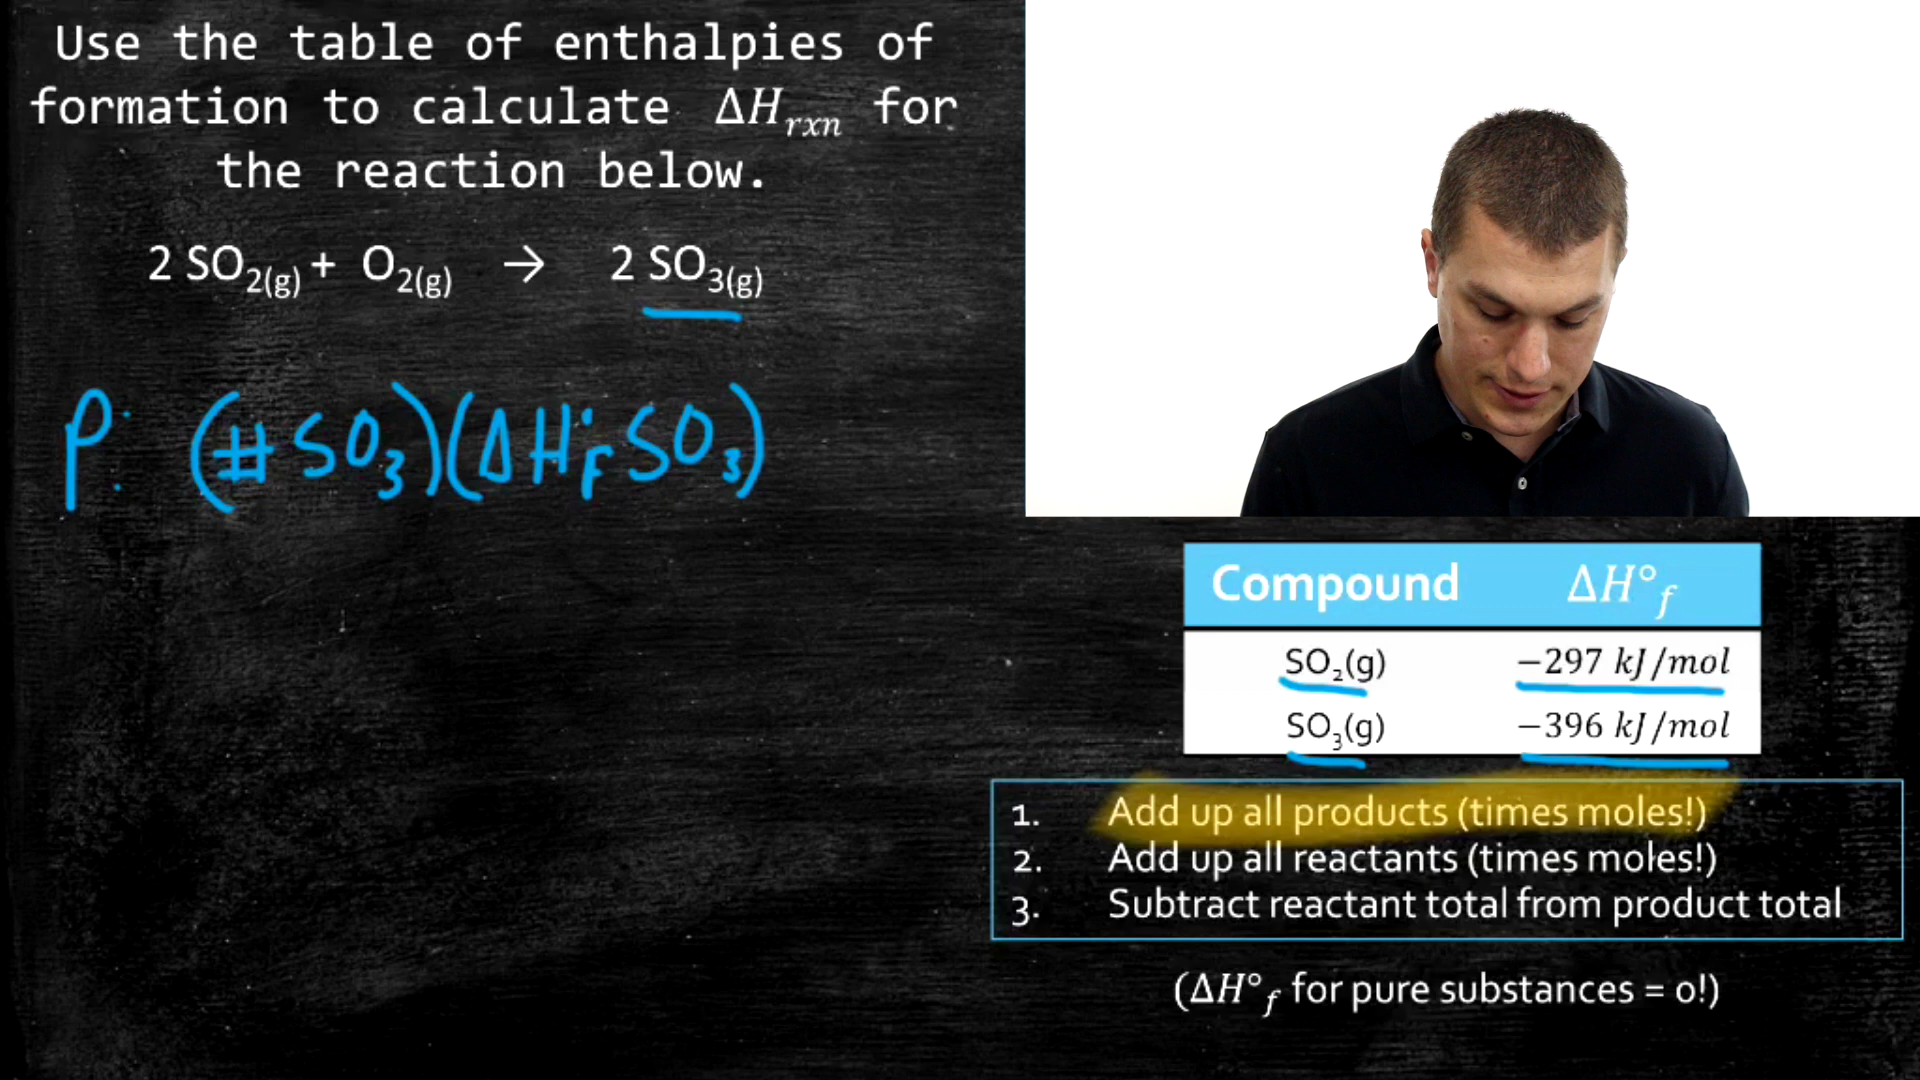 Use the table of enthalpies of
formation to calculate ΔH_rxn for
the reaction below.
2 SO₂(g) + O₂(g) → 2 SO₃(g)
P: (#SO₃)(ΔH°F SO₃)
Compound ΔH°f
SO₂(g) −297 kJ/mol
SO₃(g) −396 kJ/mol
1. Add up all products (times moles!)
2. Add up all reactants (times moles!)
3. Subtract reactant total from product total
(ΔH°f for pure substances = 0!)